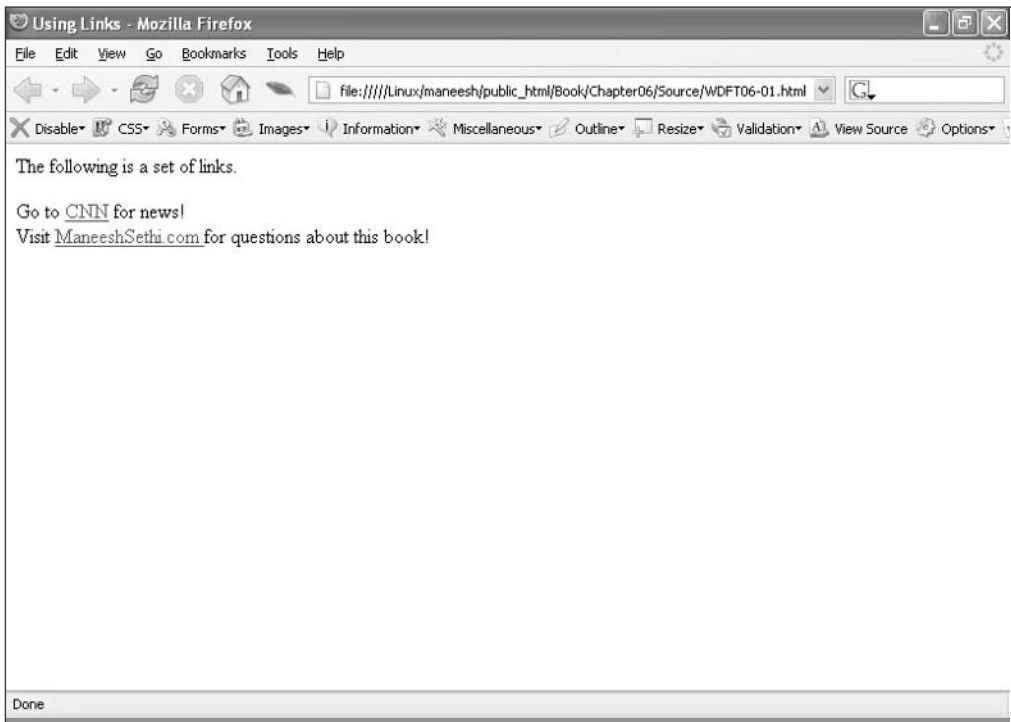 Using Links - Mozilla Firefox
File Edit View Go Bookmarks Tools Help
file://///Linux/maneesh/public_html/Book/Chapter06/Source/WDFT06-01.html G
Disable CSS Forms Images Information Miscellaneous Outline Resize Validation View Source Options
The following is a set of links.
Go to CNN for news!
Visit ManeeshSethi.com for questions about this book!
Done